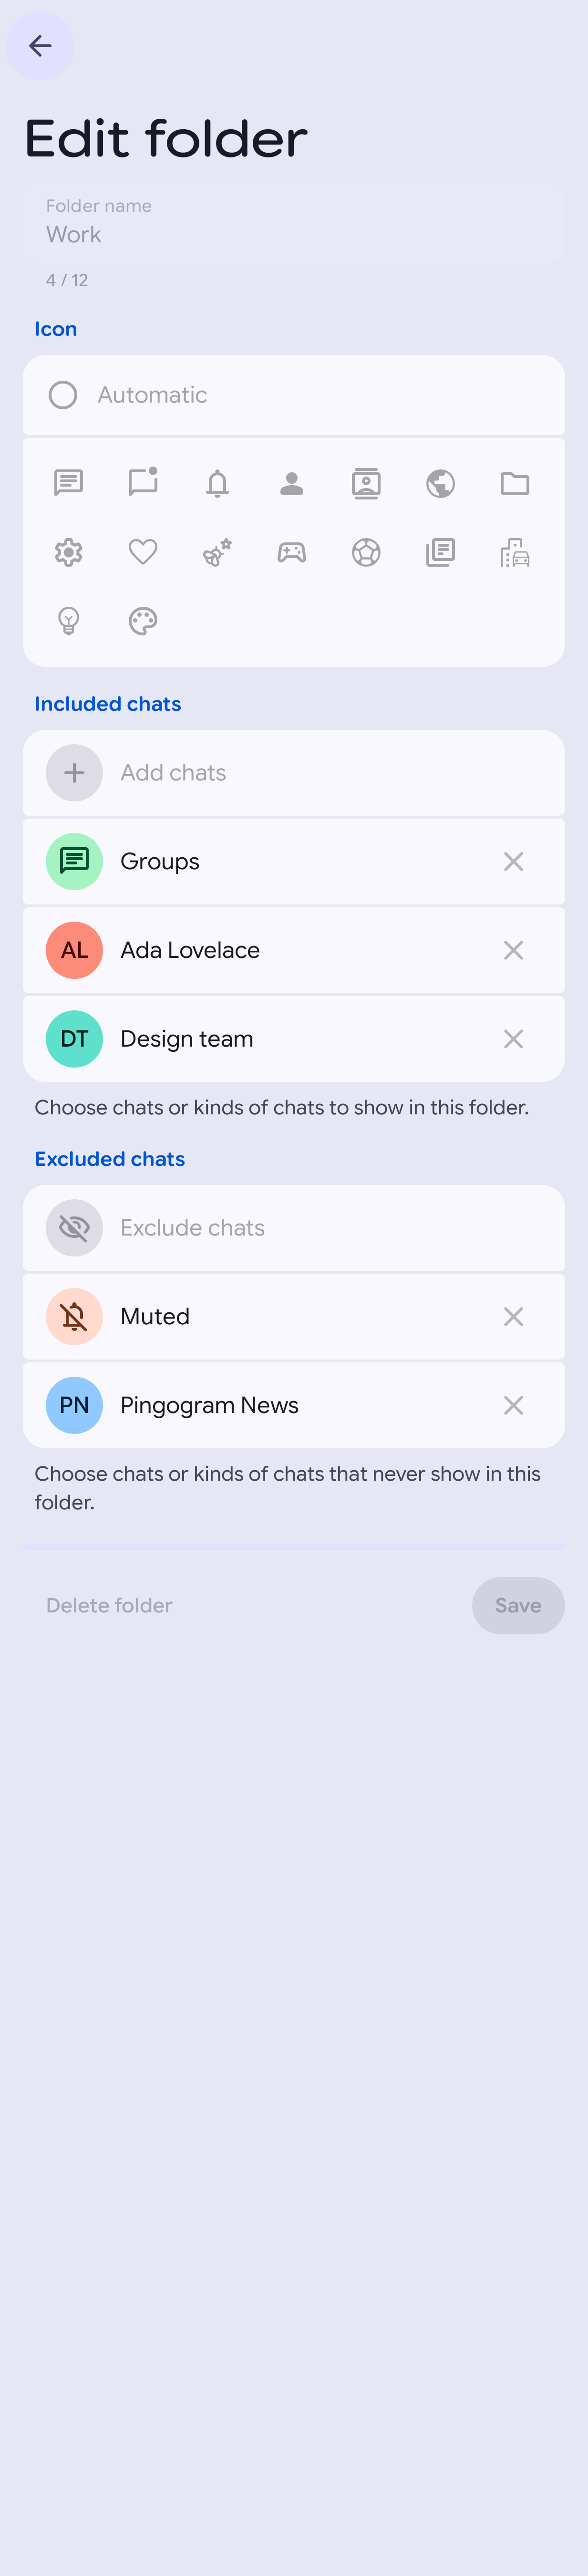 Edit folder
Folder name
Work
4 / 12
Icon
Automatic
Included chats
Add chats
Groups
AL Ada Lovelace
DT Design team
Choose chats or kinds of chats to show in this folder.
Excluded chats
Exclude chats
Muted
PN Pingogram News
Choose chats or kinds of chats that never show in this
folder.
Delete folder Save